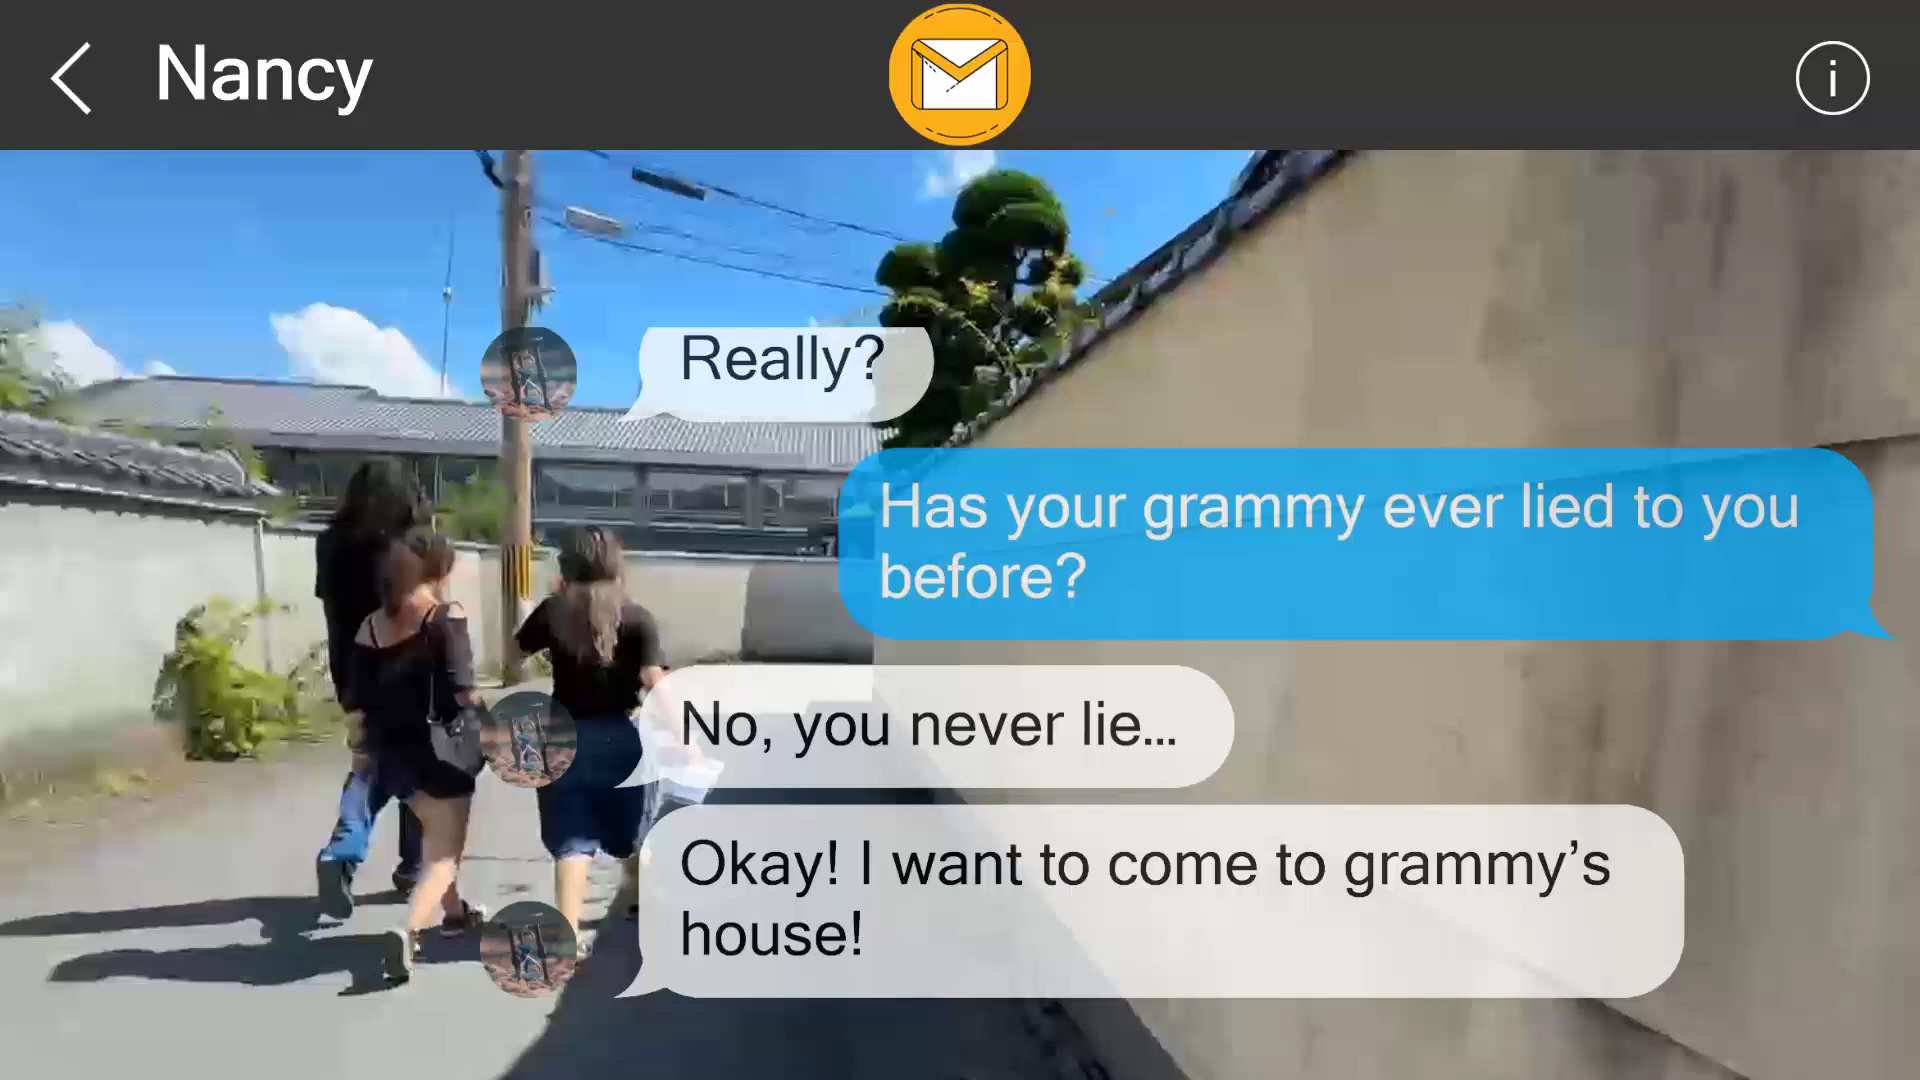 Nancy
Really?
Has your grammy ever lied to you
before?
No, you never lie...
Okay! I want to come to grammy’s
house!